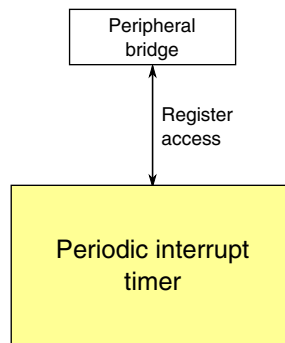 Peripheral
bridge
Register
access
Periodic interrupt
timer